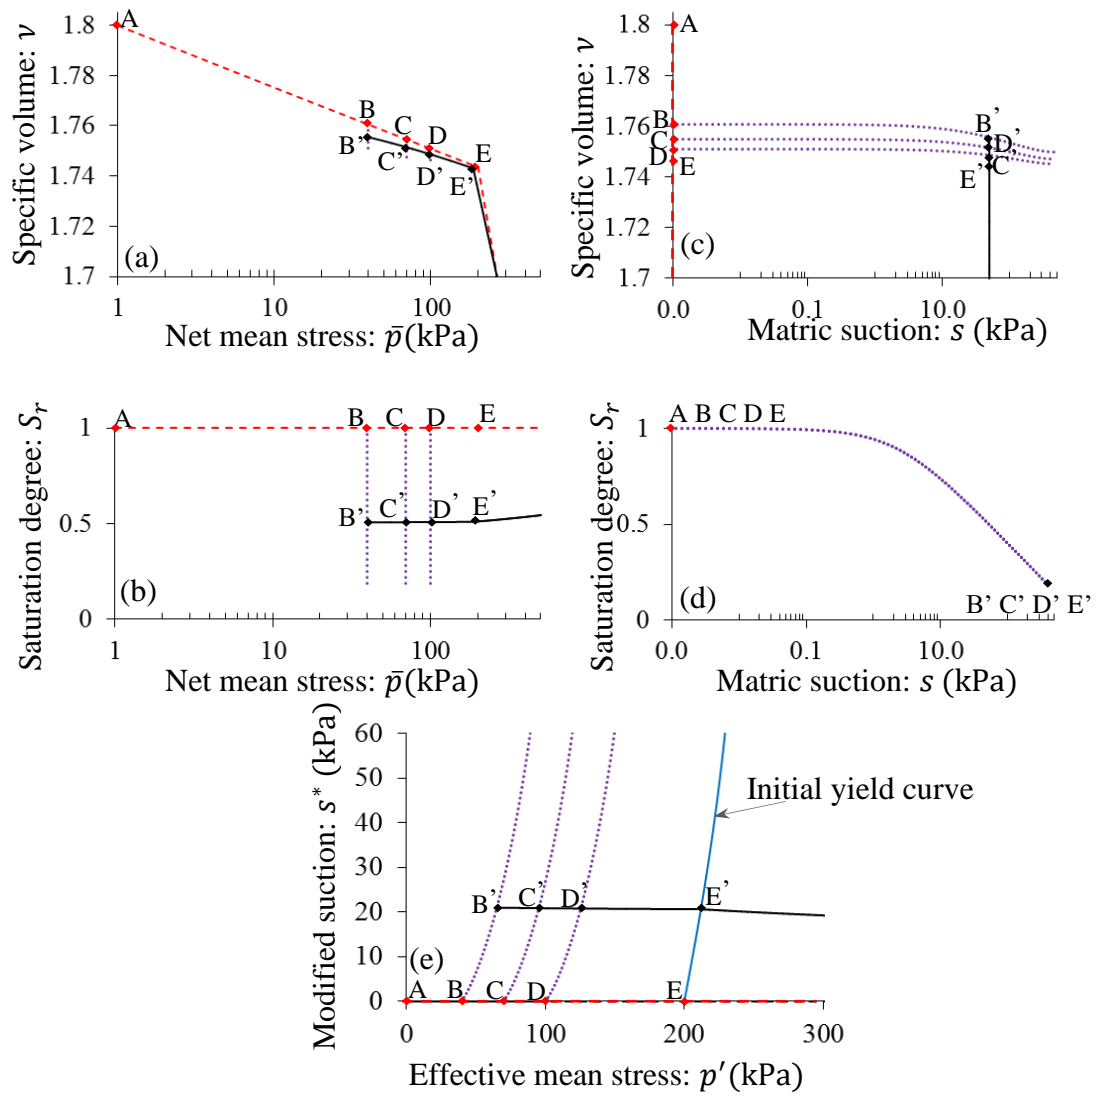 Specific volume: ν
1.8
1.78
1.76
1.74
1.72
1.7
A
B
C
D
E
B’
C’
D’
E’
(a)
1
10
100
Net mean stress: p̄(kPa)
Specific volume: ν
1.8
1.78
1.76
1.74
1.72
1.7
A
B
C
D
E
B’
D’
C’
E’
(c)
0.0
0.1
10.0
Matric suction: s (kPa)
Saturation degree: Sᵣ
1
0.5
0
A
B
C
D
E
B’
C’
D’
E’
(b)
1
10
100
Net mean stress: p̄(kPa)
Saturation degree: Sᵣ
1
0.5
0
A B C D E
B’ C’ D’ E’
(d)
0.0
0.1
10.0
Matric suction: s (kPa)
Modified suction: s* (kPa)
60
50
40
30
20
10
0
Initial yield curve
B’
C’
D’
E’
(e)
A
B
C
D
E
0
100
200
300
Effective mean stress: p′(kPa)